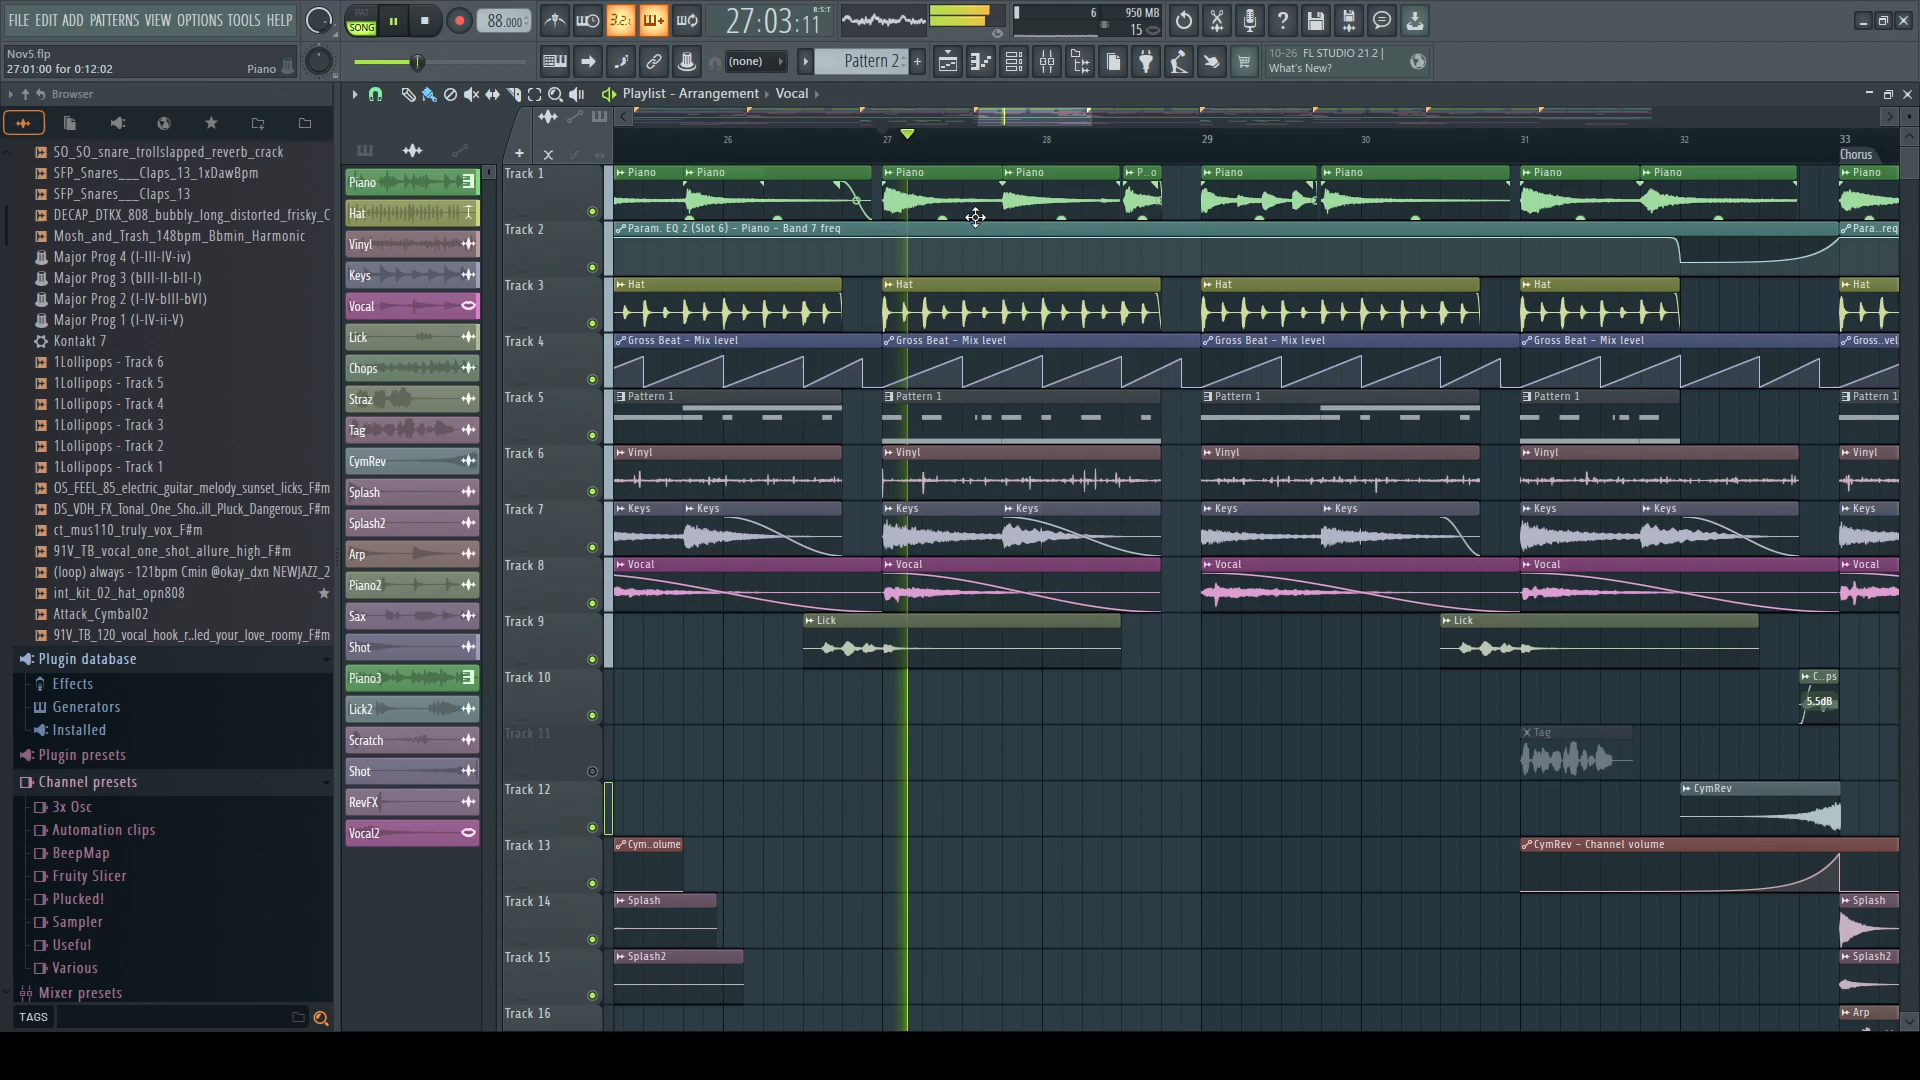 FILE EDIT ADD PATTERNS VIEW OPTIONS TOOLS HELP
PAT
SONG
88.000
3.2.
27:03:11
B:S:T
6
950 MB
15
Nov5.flp
27:01:00 for 0:12:02
Piano
(none)
Pattern 2
10-26 FL STUDIO 21.2 |
What's New?
Browser
Playlist - Arrangement
Vocal
SO_SO_snare_trollslapped_reverb_crack
SFP_Snares___Claps_13_1xDawBpm
SFP_Snares___Claps_13
DECAP_DTKX_808_bubbly_long_distorted_frisky_C
Mosh_and_Trash_148bpm_Bbmin_Harmonic
Major Prog 4 (I-III-IV-iv)
Major Prog 3 (bIII-II-bII-I)
Major Prog 2 (I-IV-bIII-bVI)
Major Prog 1 (I-IV-ii-V)
Kontakt 7
1Lollipops - Track 6
1Lollipops - Track 5
1Lollipops - Track 4
1Lollipops - Track 3
1Lollipops - Track 2
1Lollipops - Track 1
OS_FEEL_85_electric_guitar_melody_sunset_licks_F#m
DS_VDH_FX_Tonal_One_Sho..ill_Pluck_Dangerous_F#m
ct_mus110_truly_vox_F#m
91V_TB_vocal_one_shot_allure_high_F#m
(loop) always - 121bpm Cmin @okay_dxn NEWJAZZ_2
int_kit_02_hat_opn808
Attack_Cymbal02
91V_TB_120_vocal_hook_r..led_your_love_roomy_F#m
Plugin database
Effects
Generators
Installed
Plugin presets
Channel presets
3x Osc
Automation clips
BeepMap
Fruity Slicer
Plucked!
Sampler
Useful
Various
Mixer presets
TAGS
Piano
Hat
Vinyl
Keys
Vocal
Lick
Chops
Straz
Tag
CymRev
Splash
Splash2
Arp
Piano2
Sax
Shot
Piano3
Lick2
Scratch
Shot
RevFX
Vocal2
26 27 28 29 30 31 32 33
Chorus
Track 1
Piano Piano Piano Piano P..o Piano Piano Piano Piano Piano
Track 2
Param. EQ 2 (Slot 6) - Piano - Band 7 freq
Para..req
Track 3
Hat Hat Hat Hat Hat
Track 4
Gross Beat - Mix level Gross Beat - Mix level Gross Beat - Mix level Gross Beat - Mix level Gross..vel
Track 5
Pattern 1 Pattern 1 Pattern 1 Pattern 1 Pattern 1
Track 6
Vinyl Vinyl Vinyl Vinyl Vinyl
Track 7
Keys Keys Keys Keys Keys Keys Keys Keys Keys
Track 8
Vocal Vocal Vocal Vocal Vocal
Track 9
Lick Lick
Track 10
C..ps
5.5dB
Track 11
Tag
Track 12
CymRev
Track 13
Cym..olume
CymRev - Channel volume
Track 14
Splash Splash
Track 15
Splash2 Splash2
Track 16
Arp